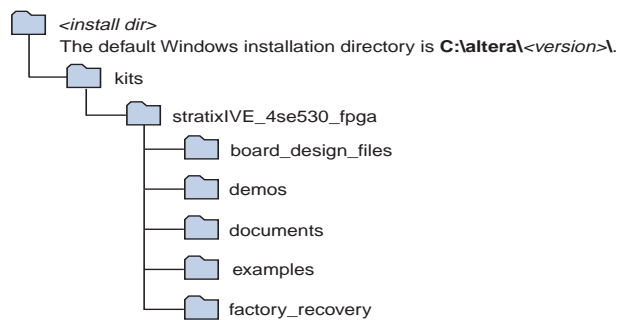 <install dir>
The default Windows installation directory is C:\altera\<version>\.
kits
stratixIVE_4se530_fpga
board_design_files
demos
documents
examples
factory_recovery